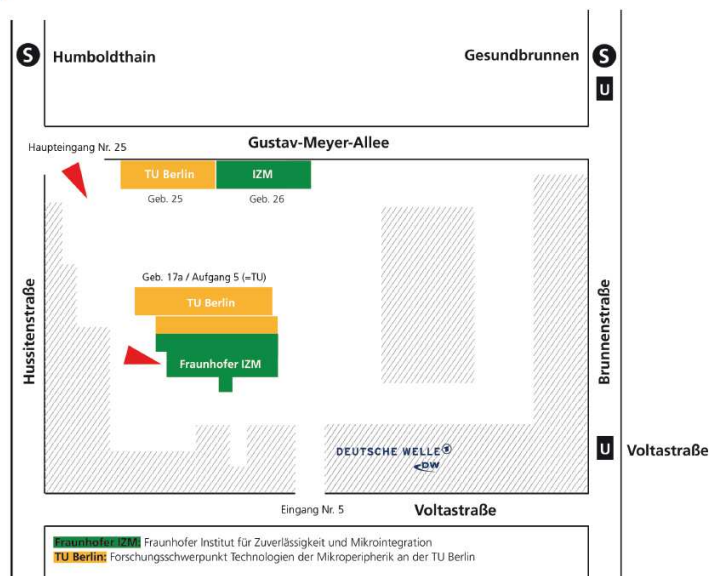 S Humboldthain
Gesundbrunnen S
U
Gustav-Meyer-Allee
Haupteingang Nr. 25
TU Berlin
IZM
Geb. 25
Geb. 26
Geb. 17a / Aufgang 5 (=TU)
TU Berlin
Fraunhofer IZM
Hussitenstraße
Brunnenstraße
DEUTSCHE WELLE
DW
U Voltastraße
Eingang Nr. 5
Voltastraße
Fraunhofer IZM: Fraunhofer Institut für Zuverlässigkeit und Mikrointegration
TU Berlin: Forschungsschwerpunkt Technologien der Mikroperipherik an der TU Berlin